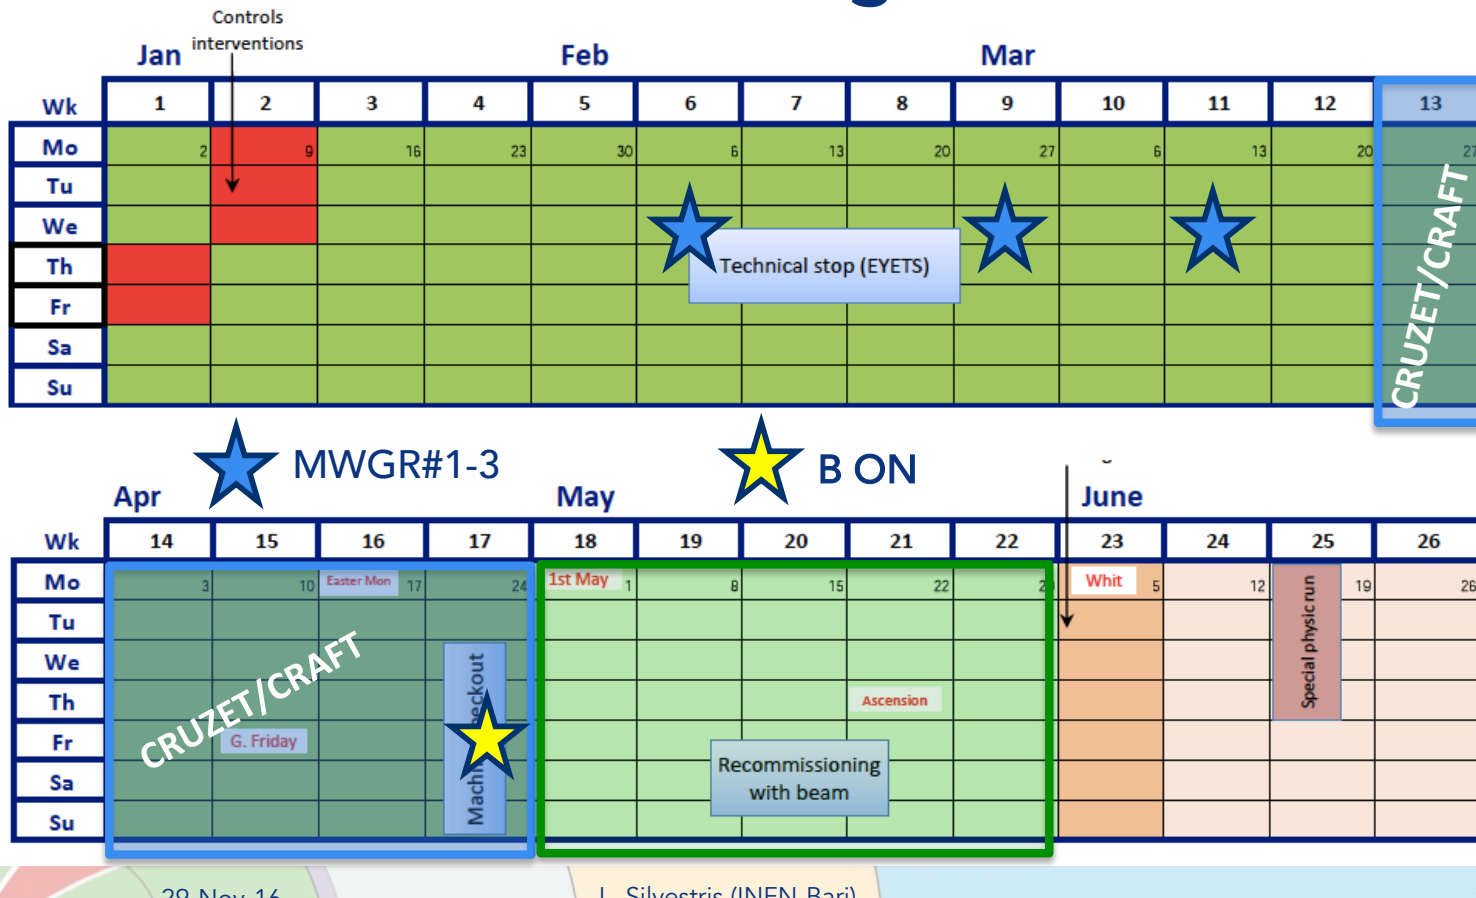 Controls
interventions
Jan Feb Mar
Wk 1 2 3 4 5 6 7 8 9 10 11 12 13
Mo 2 9 16 23 30 6 13 20 27 6 13 20 27
Tu
We
Th
Fr
Sa
Su
Technical stop (EYETS)
CRUZET/CRAFT
MWGR#1-3
B ON
Apr May June
Wk 14 15 16 17 18 19 20 21 22 23 24 25 26
Mo 3 10 Easter Mon 17 24 1st May 1 8 15 22 Whit 5 12 19 26
Tu
We
Th
Fr
Sa
Su
CRUZET/CRAFT
G. Friday
Ascension
Recommissioning
with beam
Special physic run
29 Nov 16
L. Silvestris (INFN-Bari)